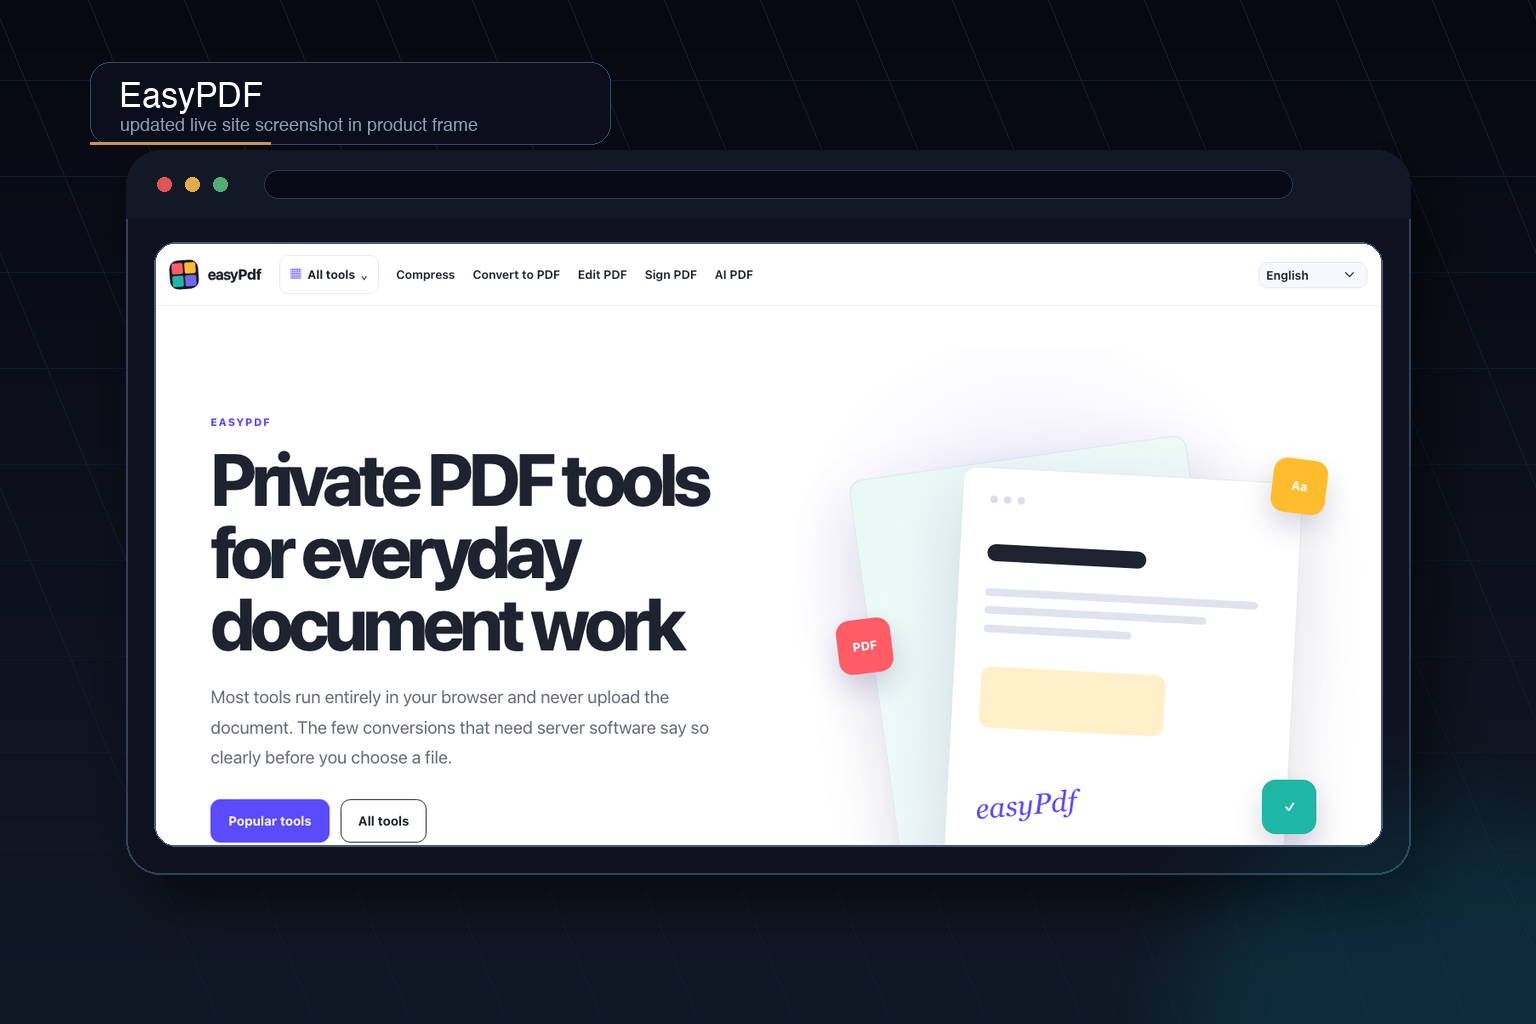 EasyPDF
updated live site screenshot in product frame
easyPdf
All tools
Compress
Convert to PDF
Edit PDF
Sign PDF
AI PDF
English
EASYPDF
Private PDF tools
for everyday
document work
Most tools run entirely in your browser and never upload the
document. The few conversions that need server software say so
clearly before you choose a file.
Popular tools
All tools
Aa
PDF
easyPdf